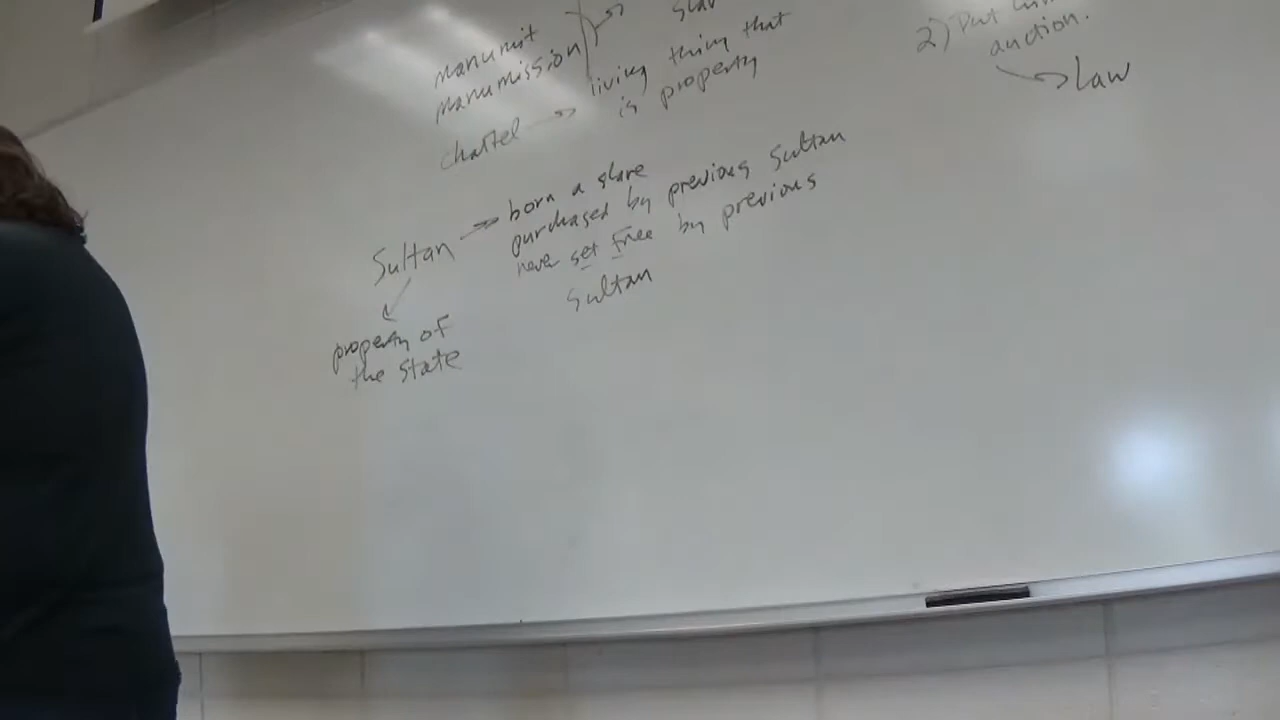 manumit
manumission
chattel → living thing that
is property
Sultan → born a slave
purchased by previous Sultan
never set free by previous
Sultan
property of
the state
2) Put
auction.
Law